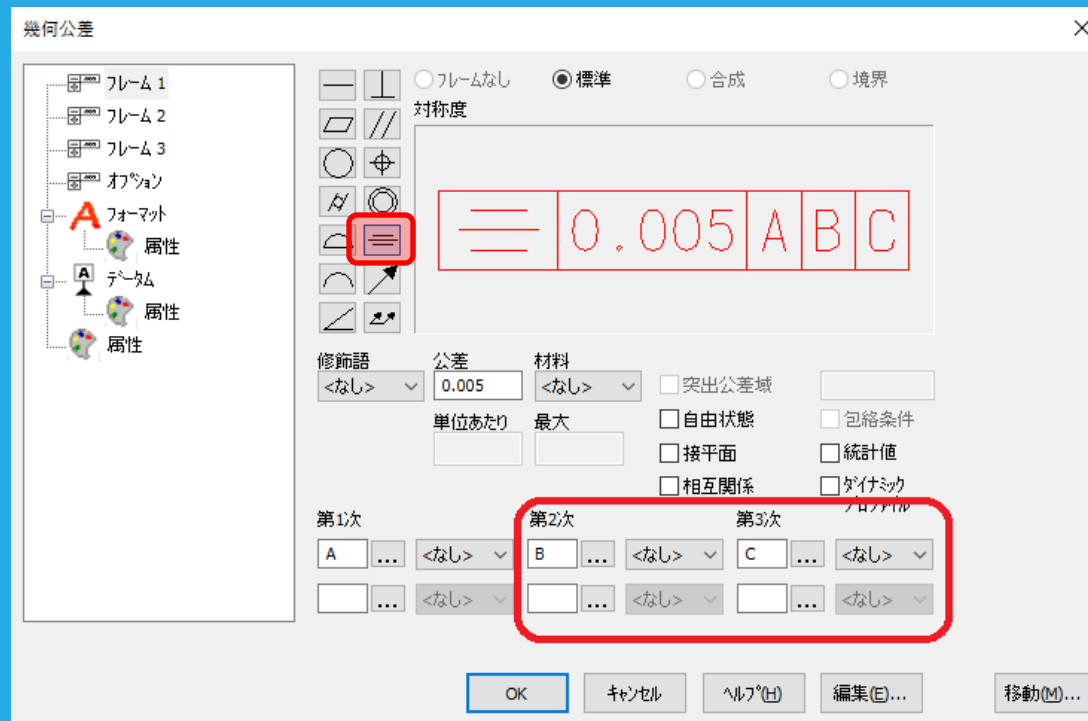 幾何公差
フレーム 1
フレーム 2
フレーム 3
オプション
フォーマット
属性
データム
属性
属性
フレームなし
標準
合成
境界
対称度
0.005 A B C
修飾語
公差
材料
<なし>
0.005
<なし>
突出公差域
単位あたり
最大
自由状態
包絡条件
接平面
統計値
相互関係
ダイナミック
プロファイル
第1次
第2次
第3次
A ... <なし>
B ... <なし>
C ... <なし>
... <なし>
... <なし>
... <なし>
OK
キャンセル
ヘルプ(H)
編集(E)...
移動(M)...